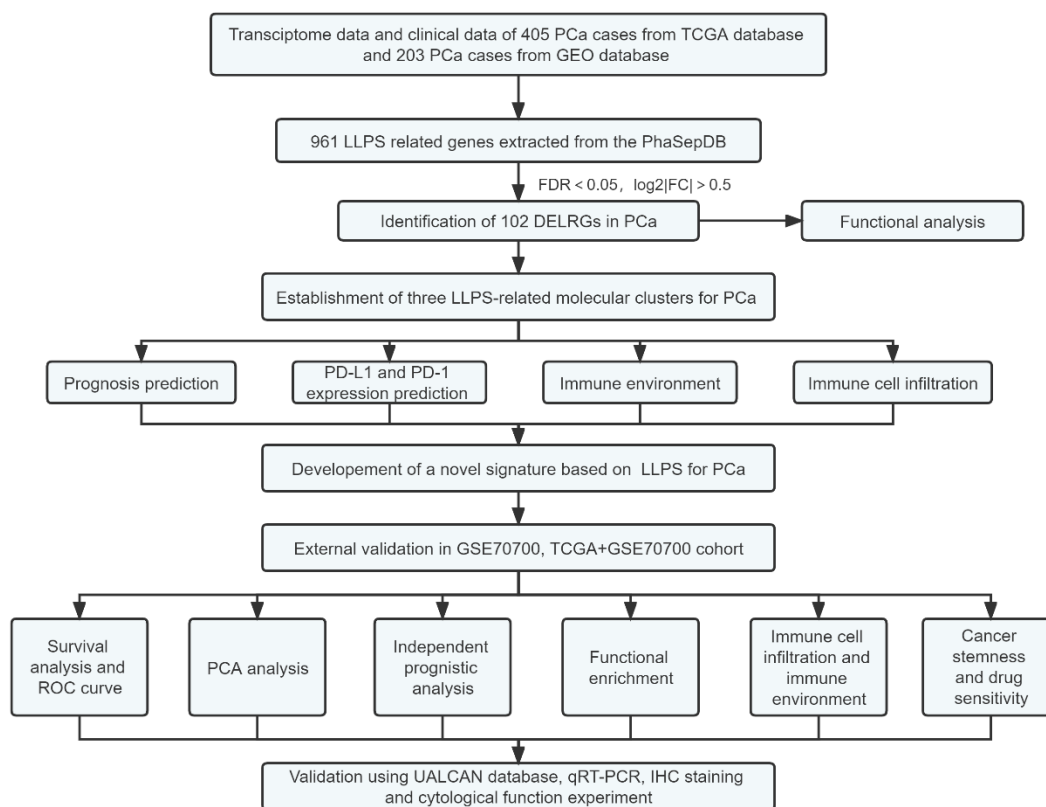 Transciptome data and clinical data of 405 PCa cases from TCGA database
and 203 PCa cases from GEO database
961 LLPS related genes extracted from the PhaSepDB
FDR < 0.05, log2|FC| > 0.5
Identification of 102 DELRGs in PCa
Functional analysis
Establishment of three LLPS-related molecular clusters for PCa
Prognosis prediction
PD-L1 and PD-1
expression prediction
Immune environment
Immune cell infiltration
Developement of a novel signature based on LLPS for PCa
External validation in GSE70700, TCGA+GSE70700 cohort
Survival
analysis and
ROC curve
PCA analysis
Independent
prognistic
analysis
Functional
enrichment
Immune cell
infiltration and
immune
environment
Cancer
stemness
and drug
sensitivity
Validation using UALCAN database, qRT-PCR, IHC staining
and cytological function experiment